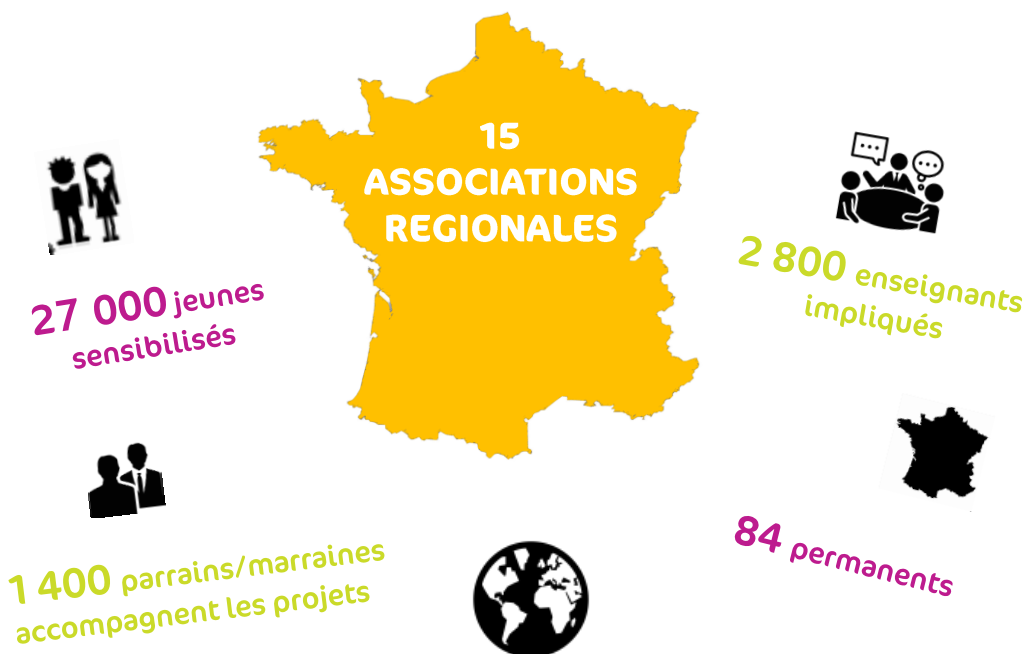 15
ASSOCIATIONS
REGIONALES
27 000 jeunes
sensibilisés
2 800 enseignants
impliqués
1 400 parrains/marraines
accompagnent les projets
84 permanents